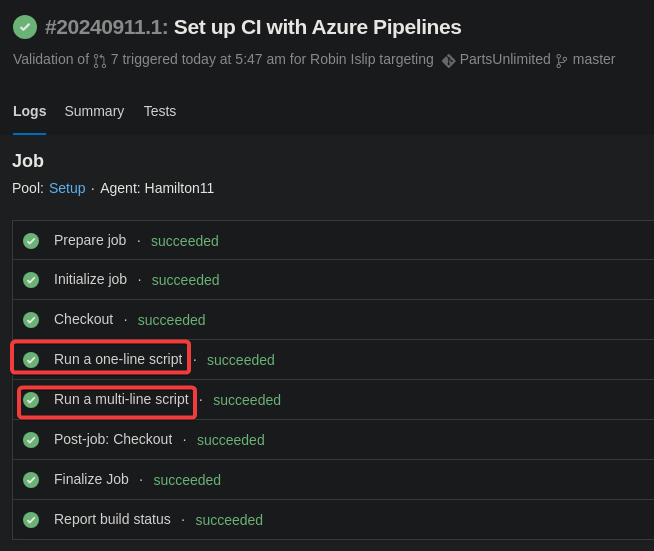 #20240911.1: Set up CI with Azure Pipelines
Validation of 7 triggered today at 5:47 am for Robin Islip targeting PartsUnlimited master
Logs Summary Tests
Job
Pool: Setup · Agent: Hamilton11
Prepare job · succeeded
Initialize job · succeeded
Checkout · succeeded
Run a one-line script · succeeded
Run a multi-line script · succeeded
Post-job: Checkout · succeeded
Finalize Job · succeeded
Report build status · succeeded